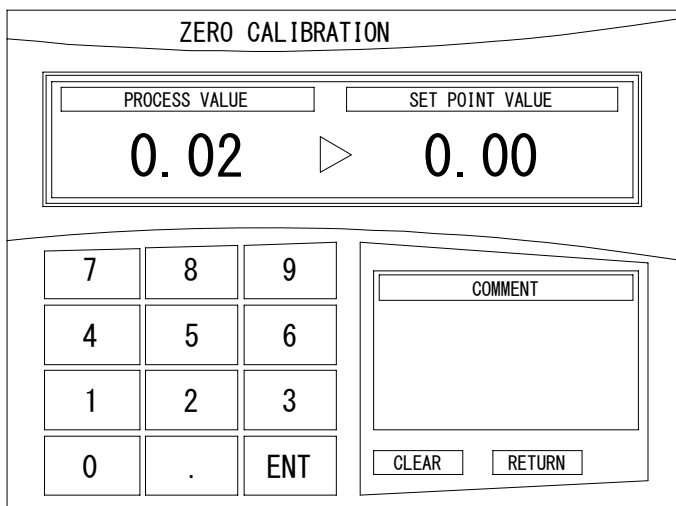 ZERO CALIBRATION
PROCESS VALUE SET POINT VALUE
0.02 0.00
7 8 9
COMMENT
4 5 6
1 2 3
0 . ENT
CLEAR RETURN